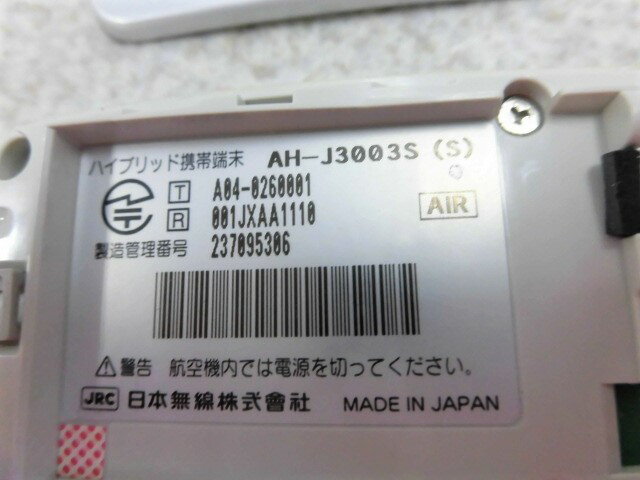 ハイブリッド携帯端末 AH-J3003S (S)
T A04-0260001
R 001JXAA1110
AIR
製造管理番号 237095306
⚠警告 航空機内では電源を切ってください。
JRC 日本無線株式會社 MADE IN JAPAN